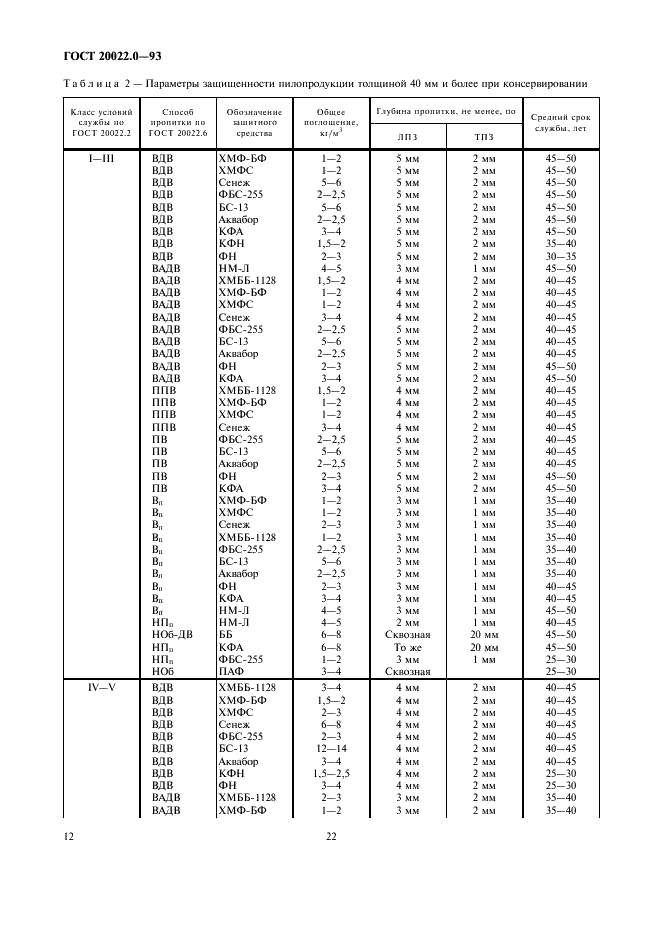 ГОСТ 20022.0—93
Таблица 2 — Параметры защищенности пилопродукции толщиной 40 мм и более при консервировании
Класс условий службы по ГОСТ 20022.2 Способ пропитки по ГОСТ 20022.6 Обозначение защитного средства Общее поглощение, кг/м³ Глубина пропитки, не менее, по Средний срок службы, лет
ЛПЗ ТПЗ
I—III ВДВ ХМФ-БФ 1—2 5 мм 2 мм 45—50
ВДВ ХМФС 1—2 5 мм 2 мм 45—50
ВДВ Сенеж 5—6 5 мм 2 мм 45—50
ВДВ ФБС-255 2—2,5 5 мм 2 мм 45—50
ВДВ БС-13 5—6 5 мм 2 мм 45—50
ВДВ Аквабор 2—2,5 5 мм 2 мм 45—50
ВДВ КФА 3—4 5 мм 2 мм 45—50
ВДВ КФН 1,5—2 5 мм 2 мм 35—40
ВДВ ФН 2—3 5 мм 2 мм 30—35
ВАДВ НМ-Л 4—5 3 мм 1 мм 45—50
ВАДВ ХМББ-1128 1,5—2 4 мм 2 мм 40—45
ВАДВ ХМФ-БФ 1—2 4 мм 2 мм 40—45
ВАДВ ХМФС 1—2 4 мм 2 мм 40—45
ВАДВ Сенеж 3—4 4 мм 2 мм 40—45
ВАДВ ФБС-255 2—2,5 5 мм 2 мм 40—45
ВАДВ БС-13 5—6 5 мм 2 мм 40—45
ВАДВ Аквабор 2—2,5 5 мм 2 мм 40—45
ВАДВ ФН 2—3 5 мм 2 мм 45—50
ВАДВ КФА 3—4 5 мм 2 мм 45—50
ППВ ХМББ-1128 1,5—2 4 мм 2 мм 40—45
ППВ ХМФ-БФ 1—2 4 мм 2 мм 40—45
ППВ ХМФС 1—2 4 мм 2 мм 40—45
ППВ Сенеж 3—4 4 мм 2 мм 40—45
ПВ ФБС-255 2—2,5 5 мм 2 мм 40—45
ПВ БС-13 5—6 5 мм 2 мм 40—45
ПВ Аквабор 2—2,5 5 мм 2 мм 40—45
ПВ ФН 2—3 5 мм 2 мм 45—50
ПВ КФА 3—4 5 мм 2 мм 45—50
Вп ХМФ-БФ 1—2 3 мм 1 мм 35—40
Вп ХМФС 1—2 3 мм 1 мм 35—40
Вп Сенеж 2—3 3 мм 1 мм 35—40
Вп ХМББ-1128 1—2 3 мм 1 мм 35—40
Вп ФБС-255 2—2,5 3 мм 1 мм 35—40
Вп БС-13 5—6 3 мм 1 мм 35—40
Вп Аквабор 2—2,5 3 мм 1 мм 35—40
Вп ФН 2—3 3 мм 1 мм 40—45
Вп КФА 3—4 3 мм 1 мм 40—45
Вп НМ-Л 4—5 3 мм 1 мм 45—50
НПп НМ-Л 4—5 2 мм 1 мм 40—45
НОб-ДВ ББ 6—8 Сквозная 20 мм 45—50
НПп КФА 6—8 То же 20 мм 45—50
НПп ФБС-255 1—2 3 мм 1 мм 25—30
НОб ПАФ 3—4 Сквозная 25—30
IV—V ВДВ ХМББ-1128 3—4 4 мм 2 мм 40—45
ВДВ ХМФ-БФ 1,5—2 4 мм 2 мм 40—45
ВДВ ХМФС 2—3 4 мм 2 мм 40—45
ВДВ Сенеж 6—8 4 мм 2 мм 40—45
ВДВ ФБС-255 2—3 4 мм 2 мм 40—45
ВДВ БС-13 12—14 4 мм 2 мм 40—45
ВДВ Аквабор 3—4 4 мм 2 мм 40—45
ВДВ КФН 1,5—2,5 4 мм 2 мм 25—30
ВДВ ФН 3—4 4 мм 2 мм 25—30
ВАДВ ХМББ-1128 2—3 3 мм 2 мм 35—40
ВАДВ ХМФ-БФ 1—2 3 мм 2 мм 35—40
12 22